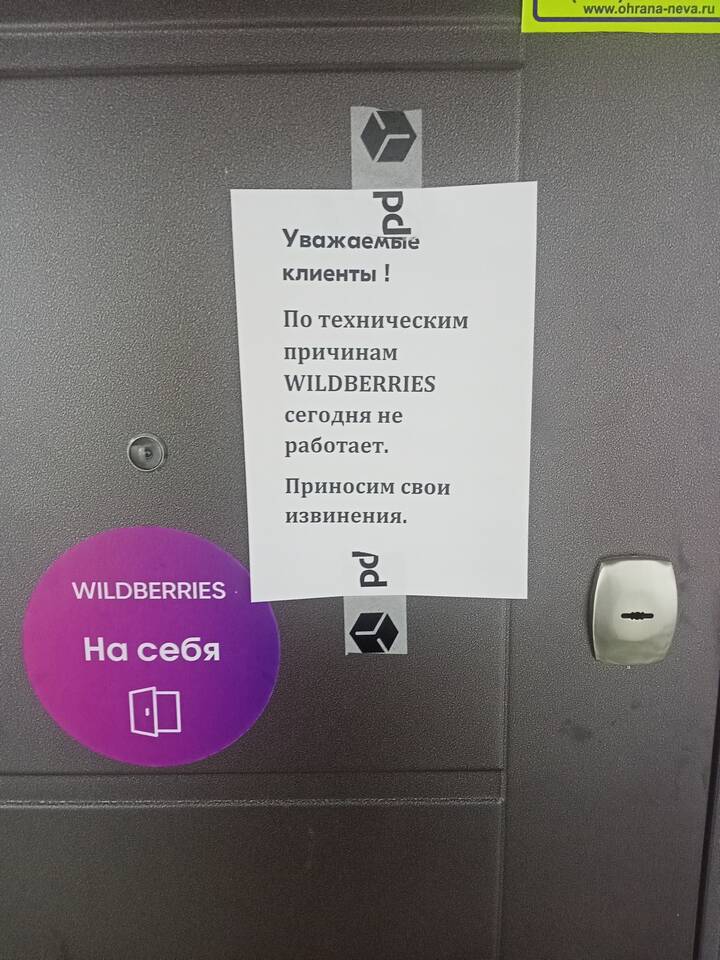 www.ohrana-neva.ru
pd
Уважаемые
клиенты !
По техническим
причинам
WILDBERRIES
сегодня не
работает.
Приносим свои
извинения.
pd
WILDBERRIES
На себя